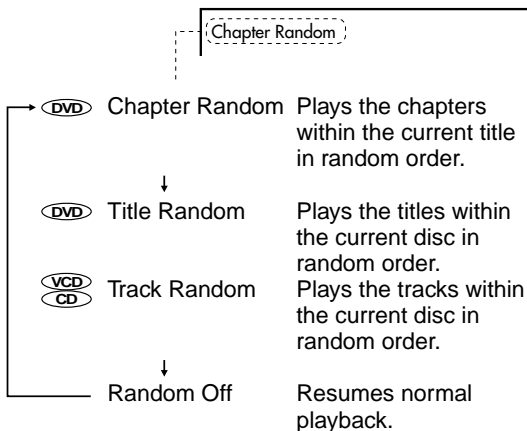 Chapter Random
DVD Chapter Random Plays the chapters
within the current title
in random order.
DVD Title Random Plays the titles within
the current disc in
random order.
VCD
CD
Track Random Plays the tracks within
the current disc in
random order.
Random Off Resumes normal
playback.